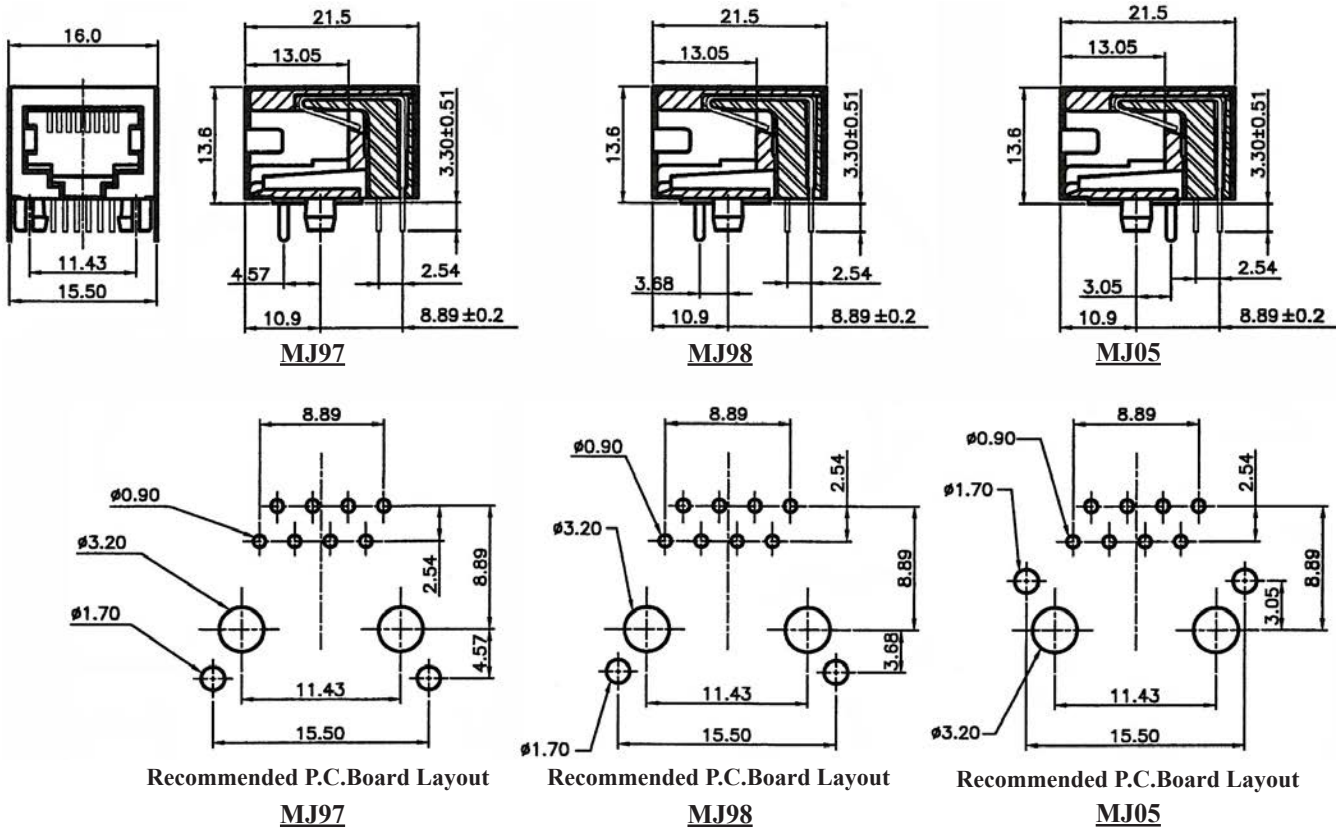 16.0
11.43
15.50
21.5
13.05
13.6
3.30±0.51
4.57
2.54
10.9
8.89±0.2
MJ97
21.5
13.05
13.6
3.30±0.51
3.68
2.54
10.9
8.89±0.2
MJ98
21.5
13.05
13.6
3.30±0.51
3.05
2.54
10.9
8.89±0.2
MJ05
8.89
ø0.90
ø3.20
ø1.70
2.54
8.89
4.57
11.43
15.50
Recommended P.C.Board Layout
MJ97
8.89
ø0.90
ø3.20
2.54
8.89
3.68
11.43
15.50
ø1.70
Recommended P.C.Board Layout
MJ98
8.89
ø0.90
ø1.70
2.54
8.89
3.05
11.43
ø3.20
15.50
Recommended P.C.Board Layout
MJ05